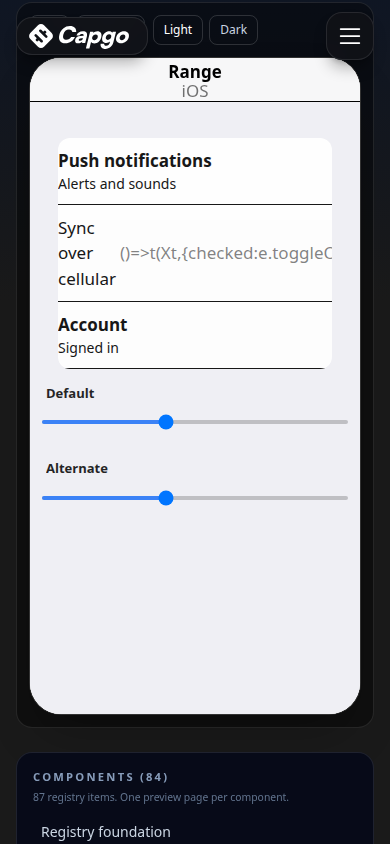 Capgo
Light
Dark
Range
iOS
Push notifications
Alerts and sounds
Sync
over
cellular
()=>t(Xt,{checked:e.toggleC
Account
Signed in
Default
Alternate
COMPONENTS (84)
87 registry items. One preview page per component.
Registry foundation